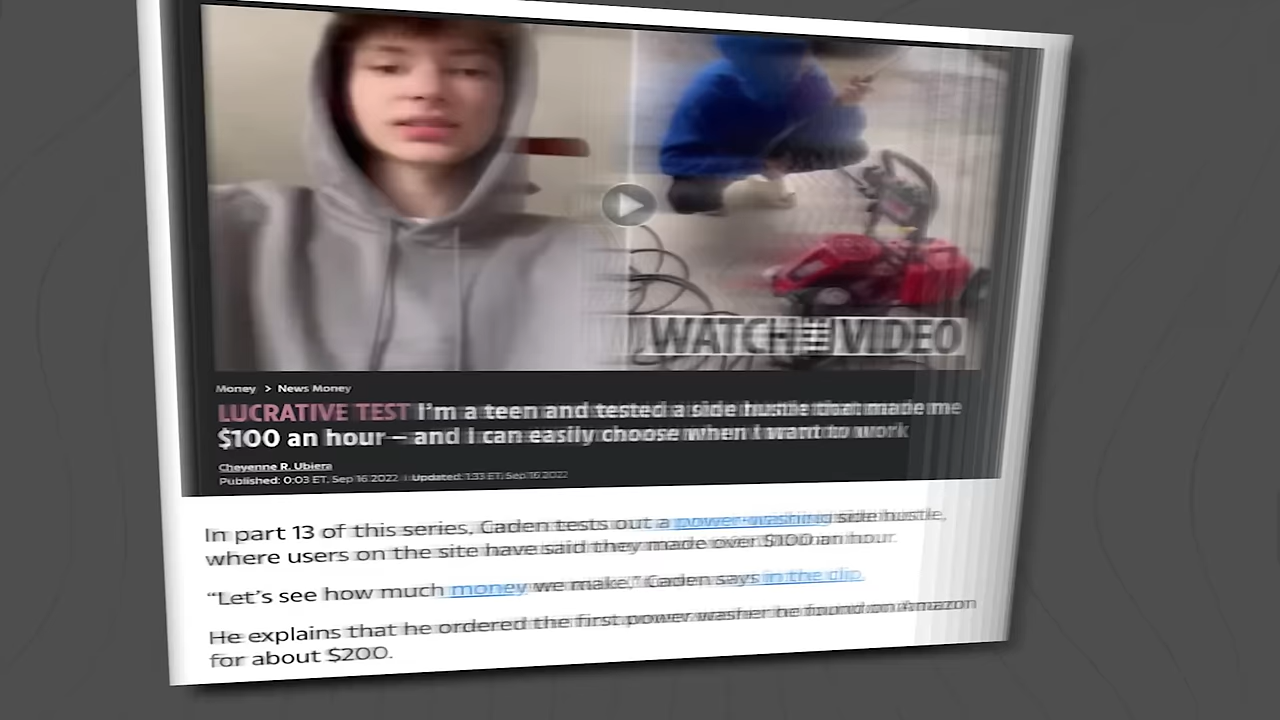 WATCH THE VIDEO
Money > News Money
LUCRATIVE TEST I'm a teen and tested a side hustle that made me
$100 an hour – and I can easily choose when I want to work
Cheyenne R. Ubiera
Published: 0:03 ET, Sep 16 2022 | Updated: 1:33 ET, Sep 16 2022
In part 13 of this series, Caden tests out a power-washing side hustle,
where users on the site have said they made over $100 an hour.
“Let’s see how much money we make,” Caden says in the clip.
He explains that he ordered the first power washer he found on Amazon
for about $200.